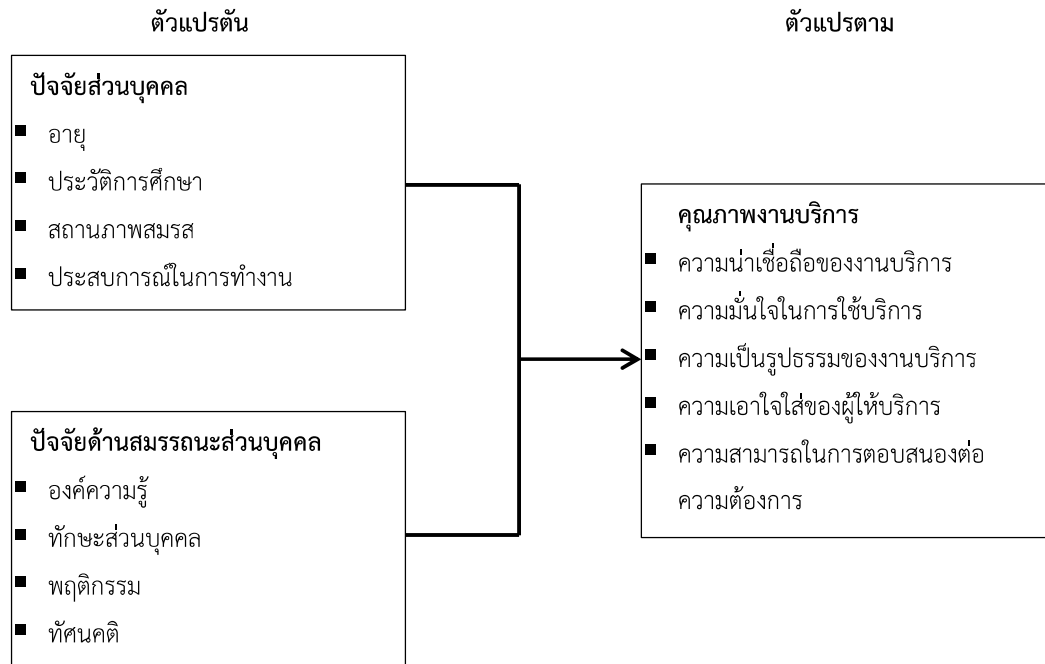 ตัวแปรต้น
ปัจจัยส่วนบุคคล
▪ อายุ
▪ ประวัติการศึกษา
▪ สถานภาพสมรส
▪ ประสบการณ์ในการทำงาน
ปัจจัยด้านสมรรถนะส่วนบุคคล
▪ องค์ความรู้
▪ ทักษะส่วนบุคคล
▪ พฤติกรรม
▪ ทัศนคติ
ตัวแปรตาม
คุณภาพงานบริการ
▪ ความน่าเชื่อถือของงานบริการ
▪ ความมั่นใจในการใช้บริการ
▪ ความเป็นรูปธรรมของงานบริการ
▪ ความเอาใจใส่ของผู้ให้บริการ
▪ ความสามารถในการตอบสนองต่อ
ความต้องการ